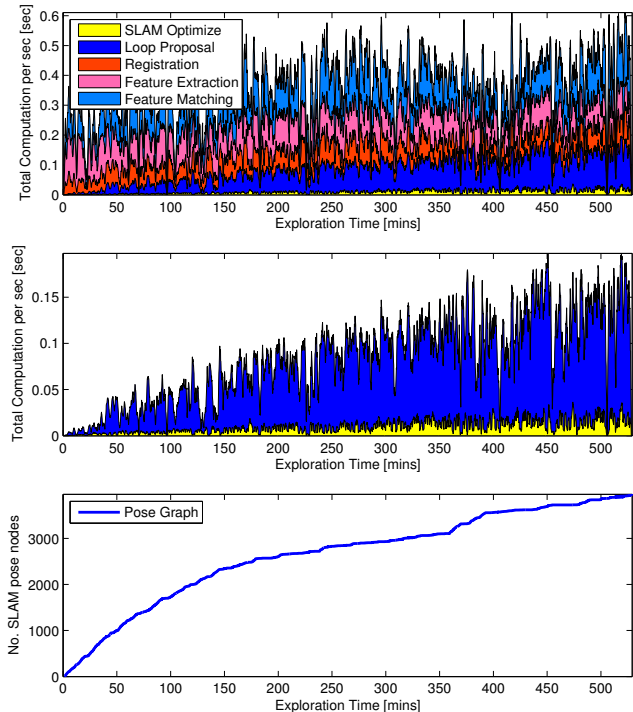 0.6
0.5
0.4
0.3
0.2
0.1
0
Total Computation per sec [sec]
SLAM Optimize
Loop Proposal
Registration
Feature Extraction
Feature Matching
0 50 100 150 200 250 300 350 400 450 500
Exploration Time [mins]
0.15
0.1
0.05
0
Total Computation per sec [sec]
0 50 100 150 200 250 300 350 400 450 500
Exploration Time [mins]
3000
2000
1000
0
No. SLAM pose nodes
Pose Graph
0 50 100 150 200 250 300 350 400 450 500
Exploration Time [mins]